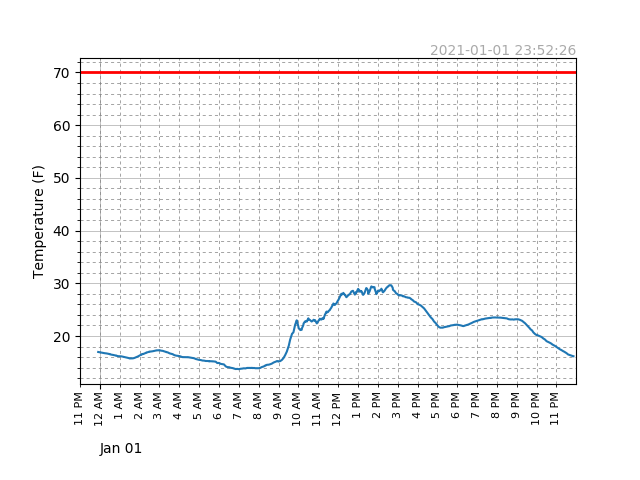 2021-01-01 23:52:26
70
60
50
40
30
20
Temperature (F)
11 PM
12 AM
1 AM
2 AM
3 AM
4 AM
5 AM
6 AM
7 AM
8 AM
9 AM
10 AM
11 AM
12 PM
1 PM
2 PM
3 PM
4 PM
5 PM
6 PM
7 PM
8 PM
9 PM
10 PM
11 PM
Jan 01